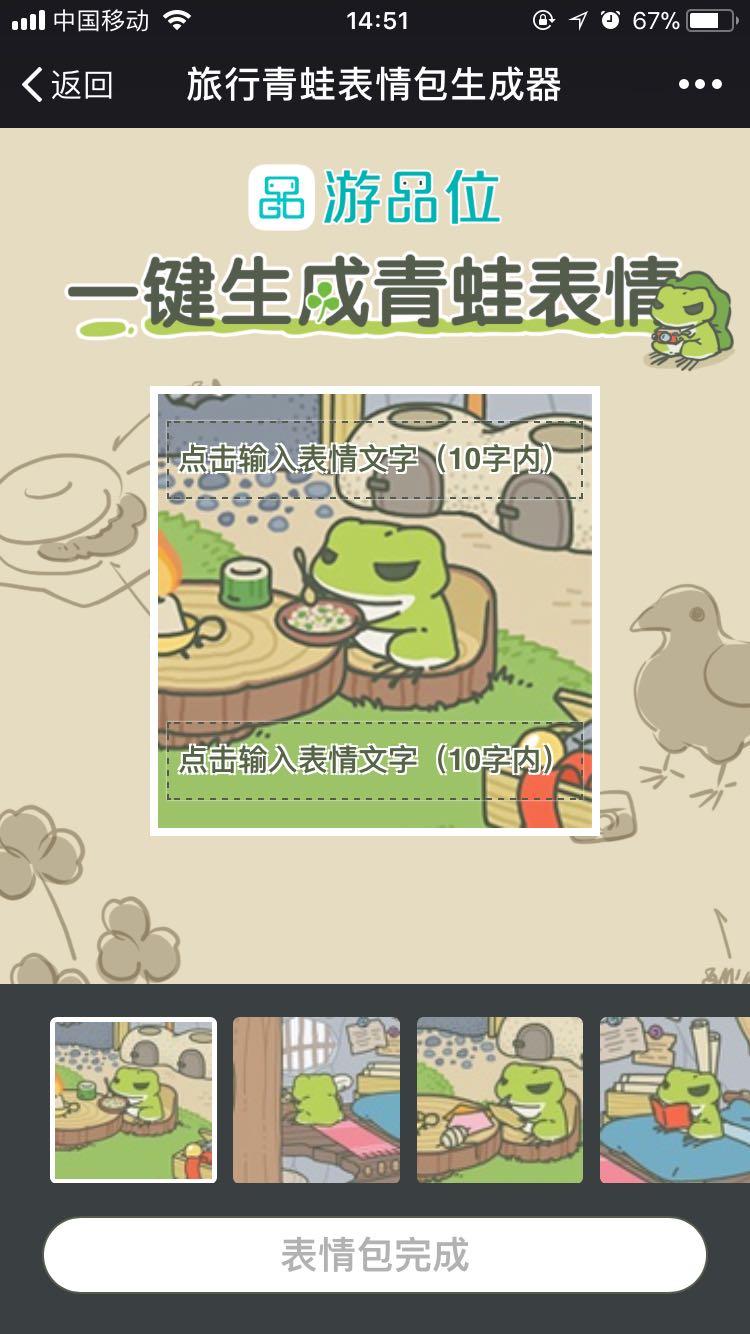 中国移动 14:51 67%
返回 旅行青蛙表情包生成器
品 游品位
一键生成青蛙表情
点击输入表情文字（10字内）
点击输入表情文字（10字内）
表情包完成